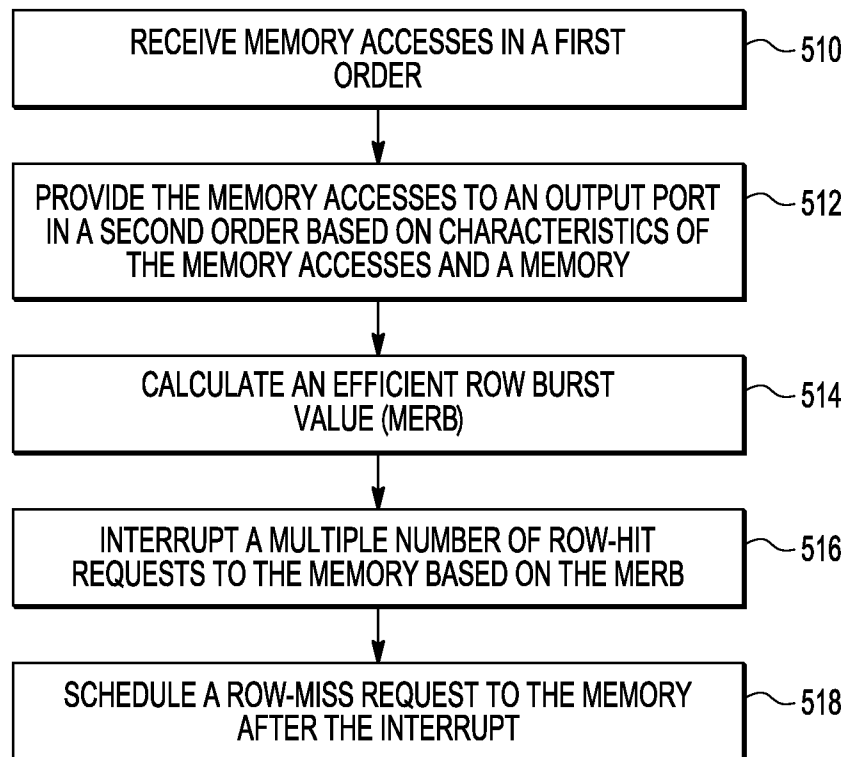 RECEIVE MEMORY ACCESSES IN A FIRST
ORDER
510
PROVIDE THE MEMORY ACCESSES TO AN OUTPUT PORT
IN A SECOND ORDER BASED ON CHARACTERISTICS OF
THE MEMORY ACCESSES AND A MEMORY
512
CALCULATE AN EFFICIENT ROW BURST
VALUE (MERB)
514
INTERRUPT A MULTIPLE NUMBER OF ROW-HIT
REQUESTS TO THE MEMORY BASED ON THE MERB
516
SCHEDULE A ROW-MISS REQUEST TO THE MEMORY
AFTER THE INTERRUPT
518